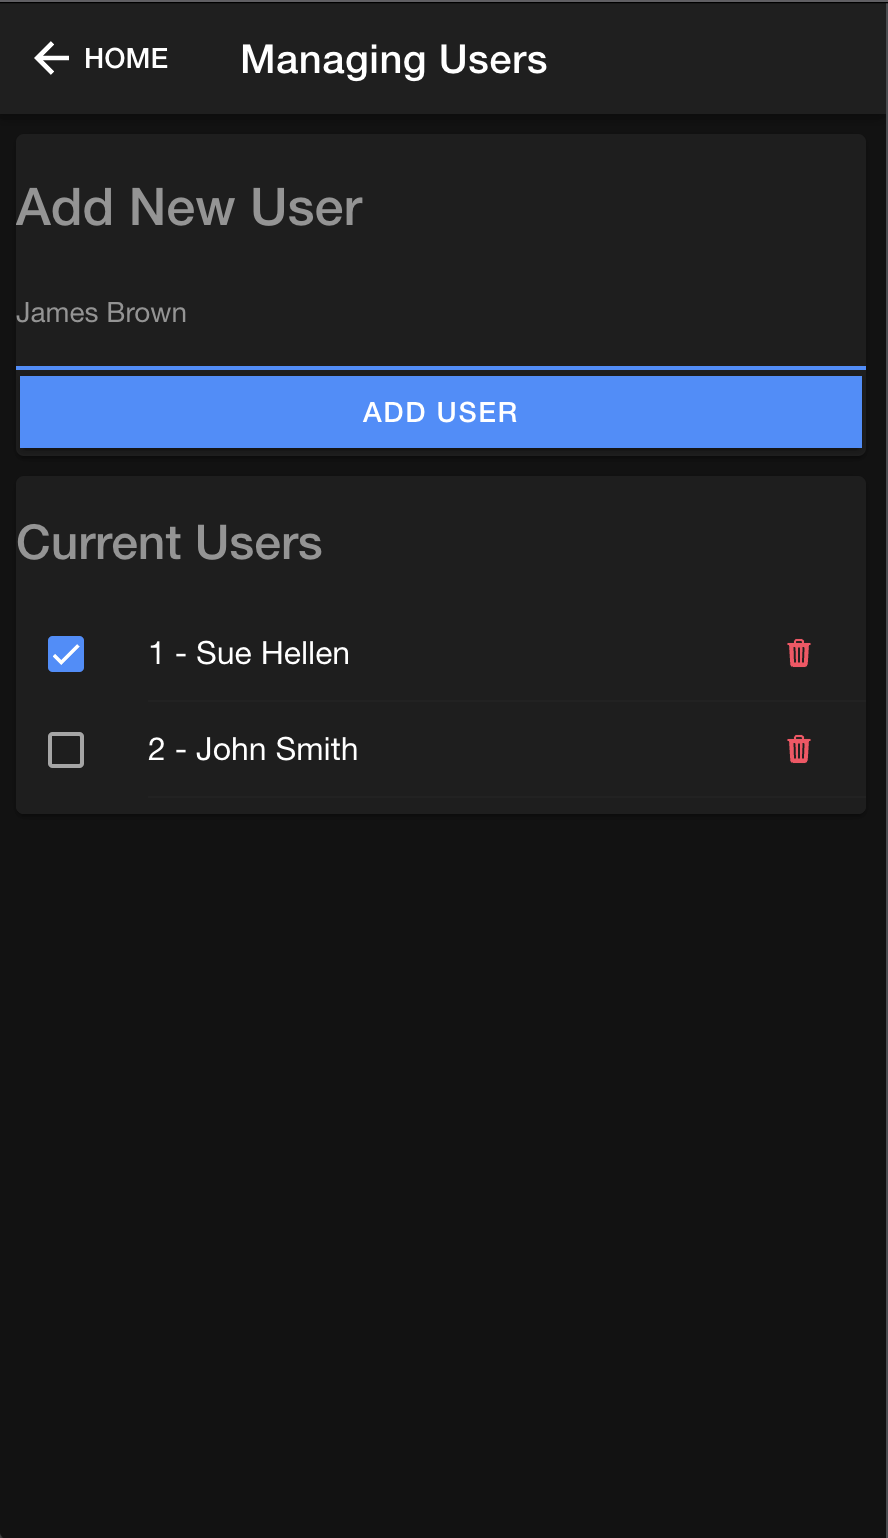 HOME Managing Users
Add New User
James Brown
ADD USER
Current Users
1 - Sue Hellen
2 - John Smith